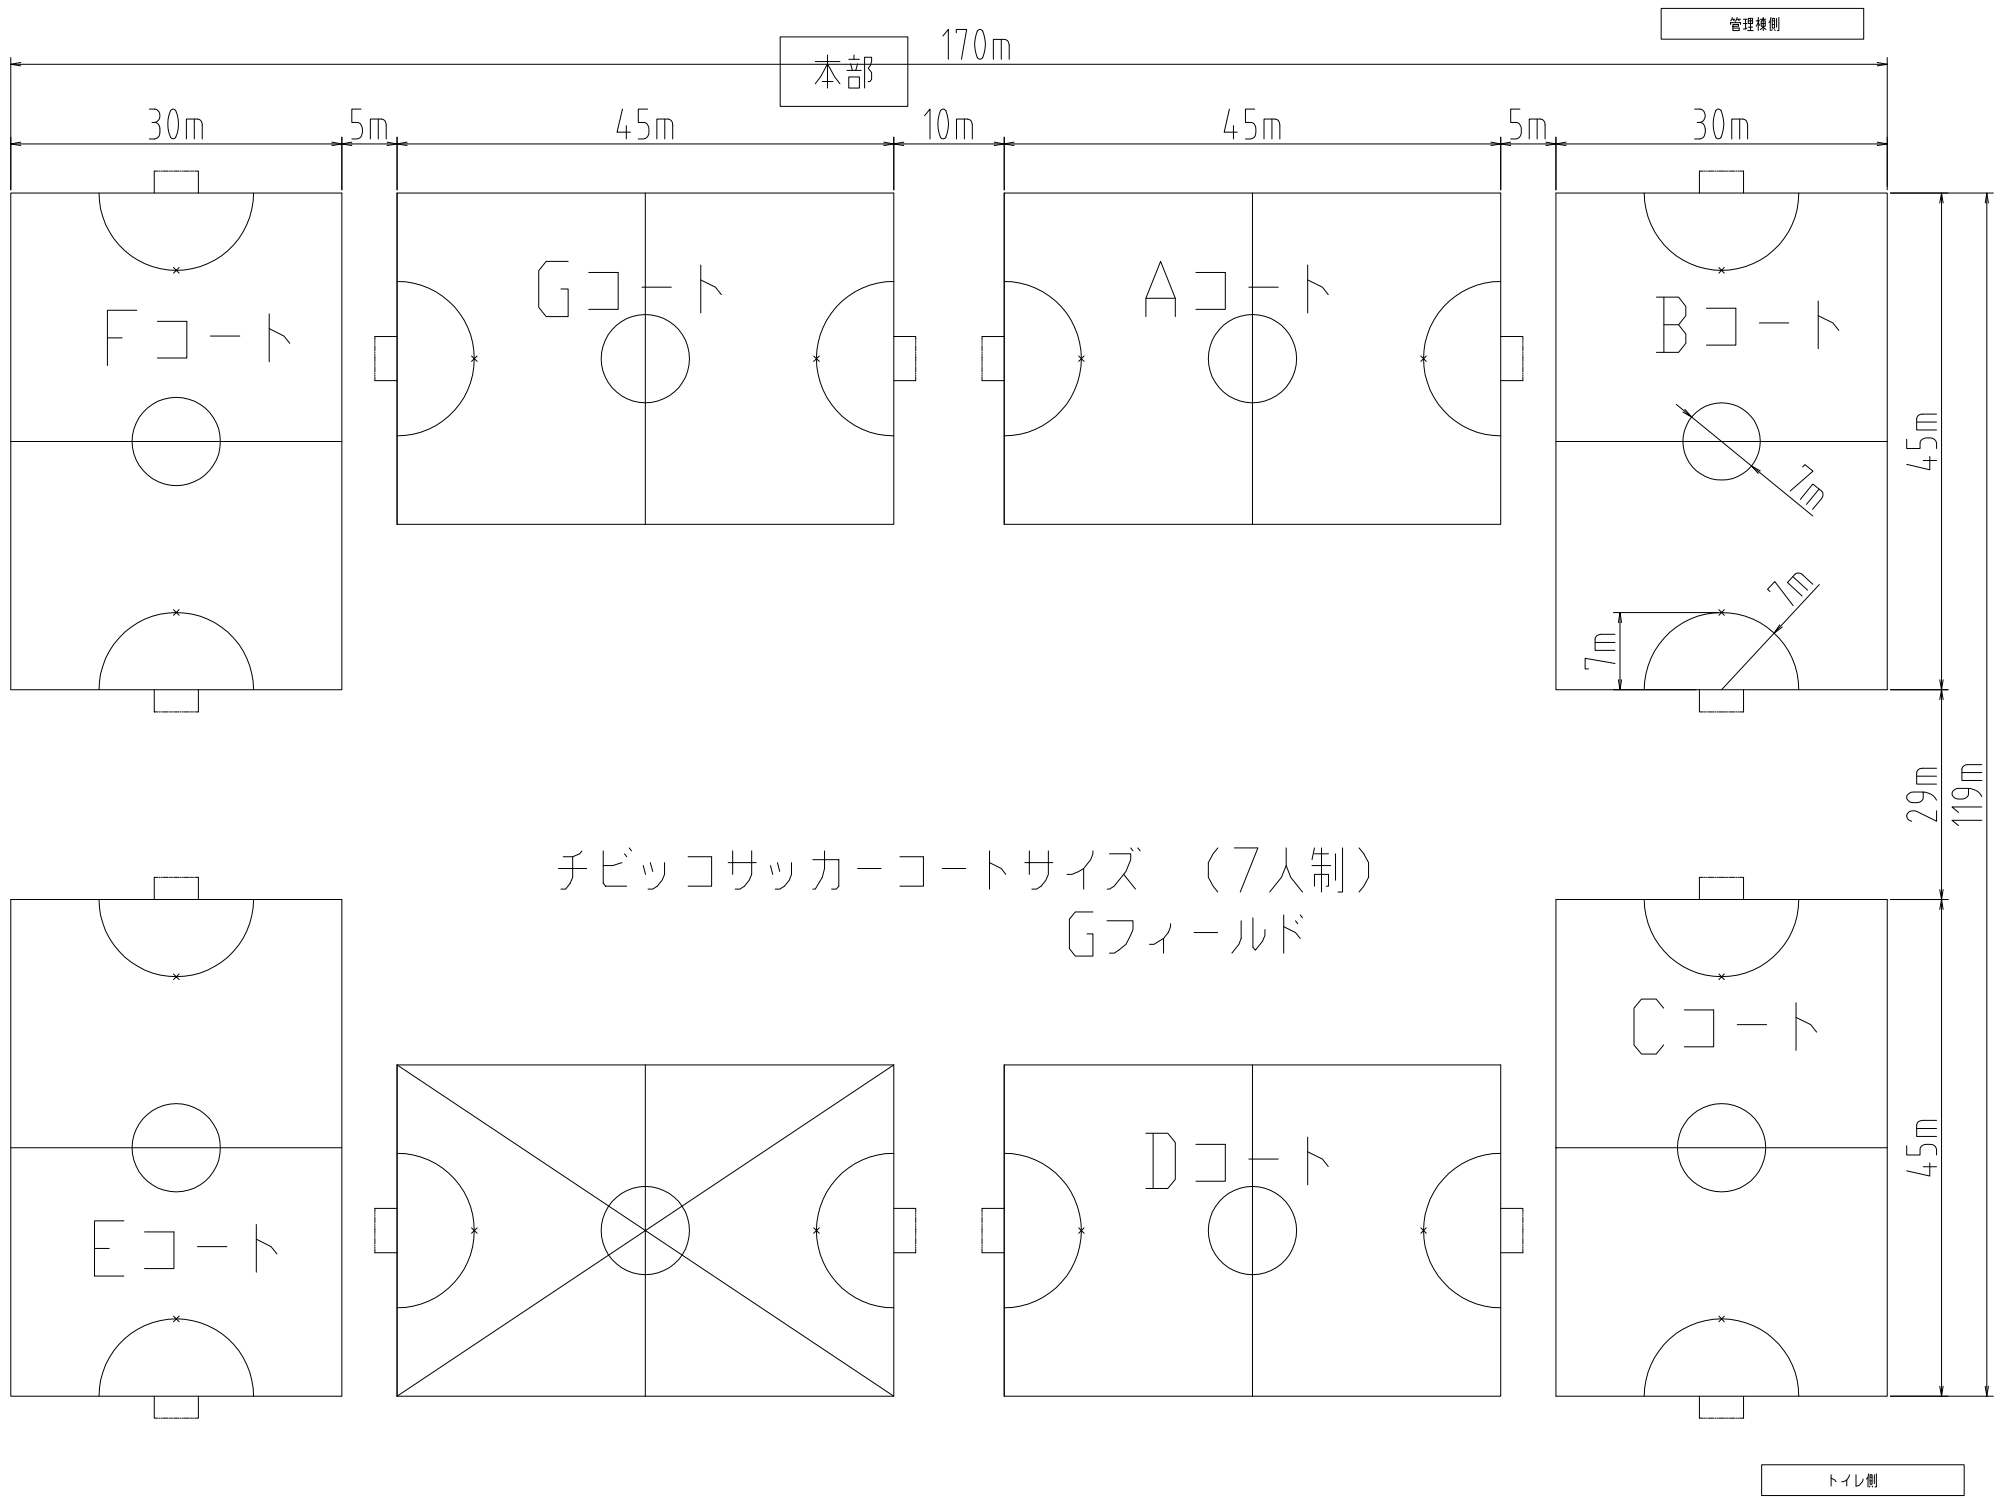 管理棟側
170m
本部
30m
5m
45m
10m
45m
5m
30m
Fコート
Gコート
Aコート
Bコート
7m
7m
7m
45m
29m
119m
チビッコサッカーコートサイズ (7人制)
Gフィールド
Cコート
Dコート
Eコート
45m
トイレ側